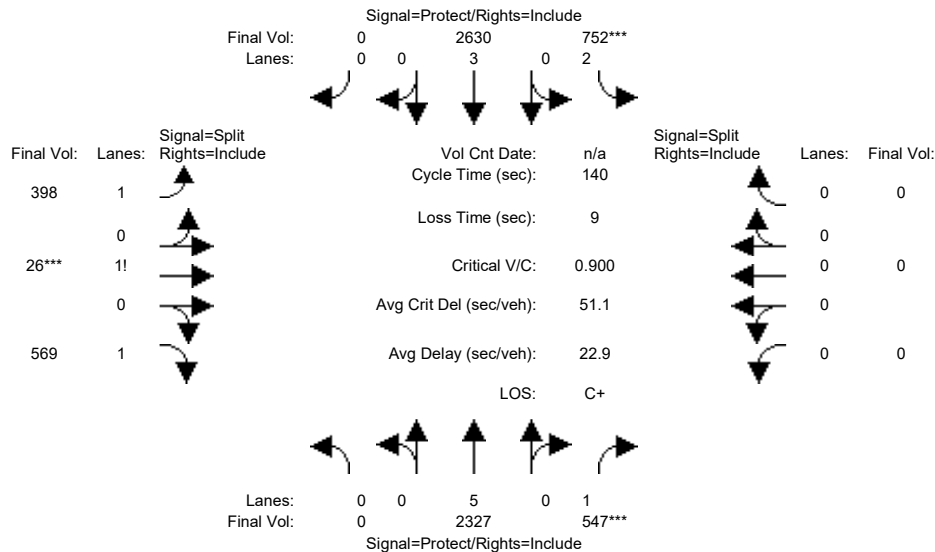 Signal=Protect/Rights=Include
Final Vol: 0 2630 752***
Lanes: 0 0 3 0 2
Signal=Split Signal=Split
Final Vol: Lanes: Rights=Include Vol Cnt Date: n/a Rights=Include Lanes: Final Vol:
Cycle Time (sec): 140
398 1 0 0
Loss Time (sec): 9
0 0
26*** 1! Critical V/C: 0.900 0 0
0 Avg Crit Del (sec/veh): 51.1 0
569 1 Avg Delay (sec/veh): 22.9 0 0
LOS: C+
Lanes: 0 0 5 0 1
Final Vol: 0 2327 547***
Signal=Protect/Rights=Include